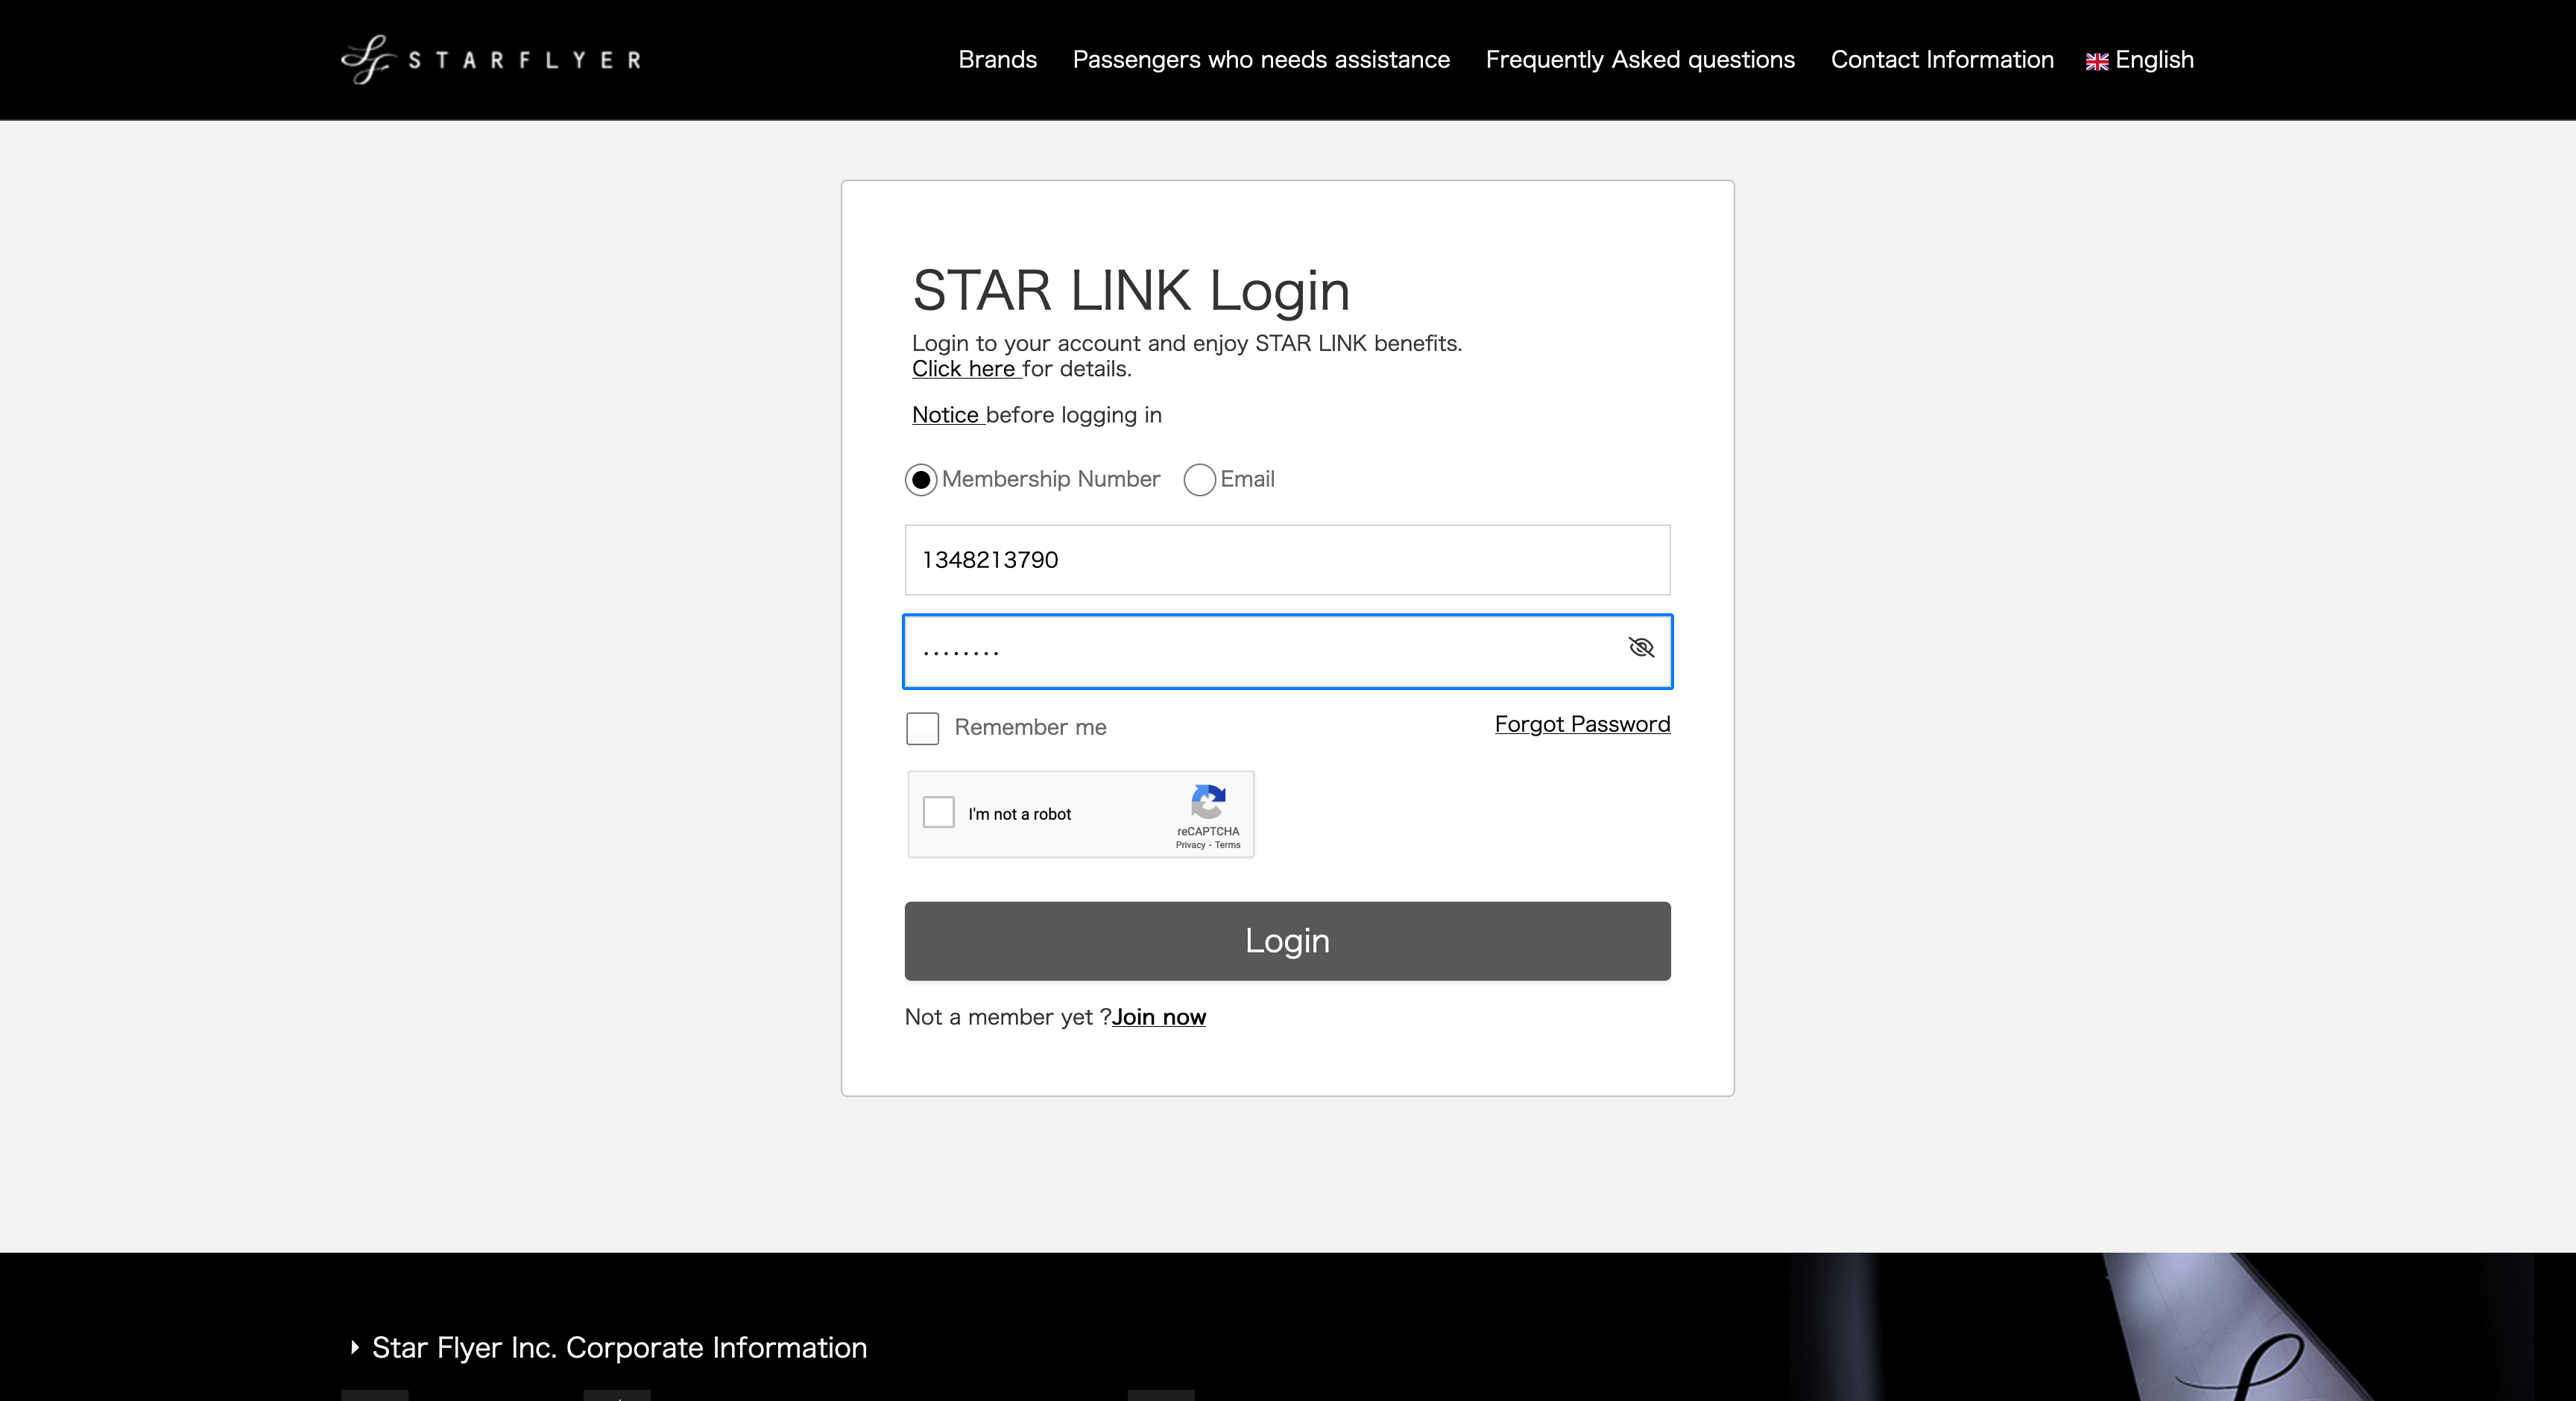 STARFLYER
Brands Passengers who needs assistance Frequently Asked questions Contact Information English
STAR LINK Login
Login to your account and enjoy STAR LINK benefits.
Click here for details.
Notice before logging in
Membership Number Email
1348213790
........
Remember me Forgot Password
I'm not a robot
reCAPTCHA
Privacy - Terms
Login
Not a member yet ?Join now
Star Flyer Inc. Corporate Information